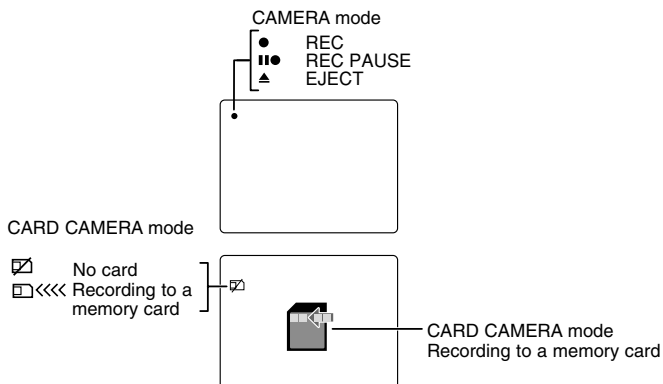 CAMERA mode
REC
REC PAUSE
EJECT
CARD CAMERA mode
No card
Recording to a
memory card
CARD CAMERA mode
Recording to a memory card